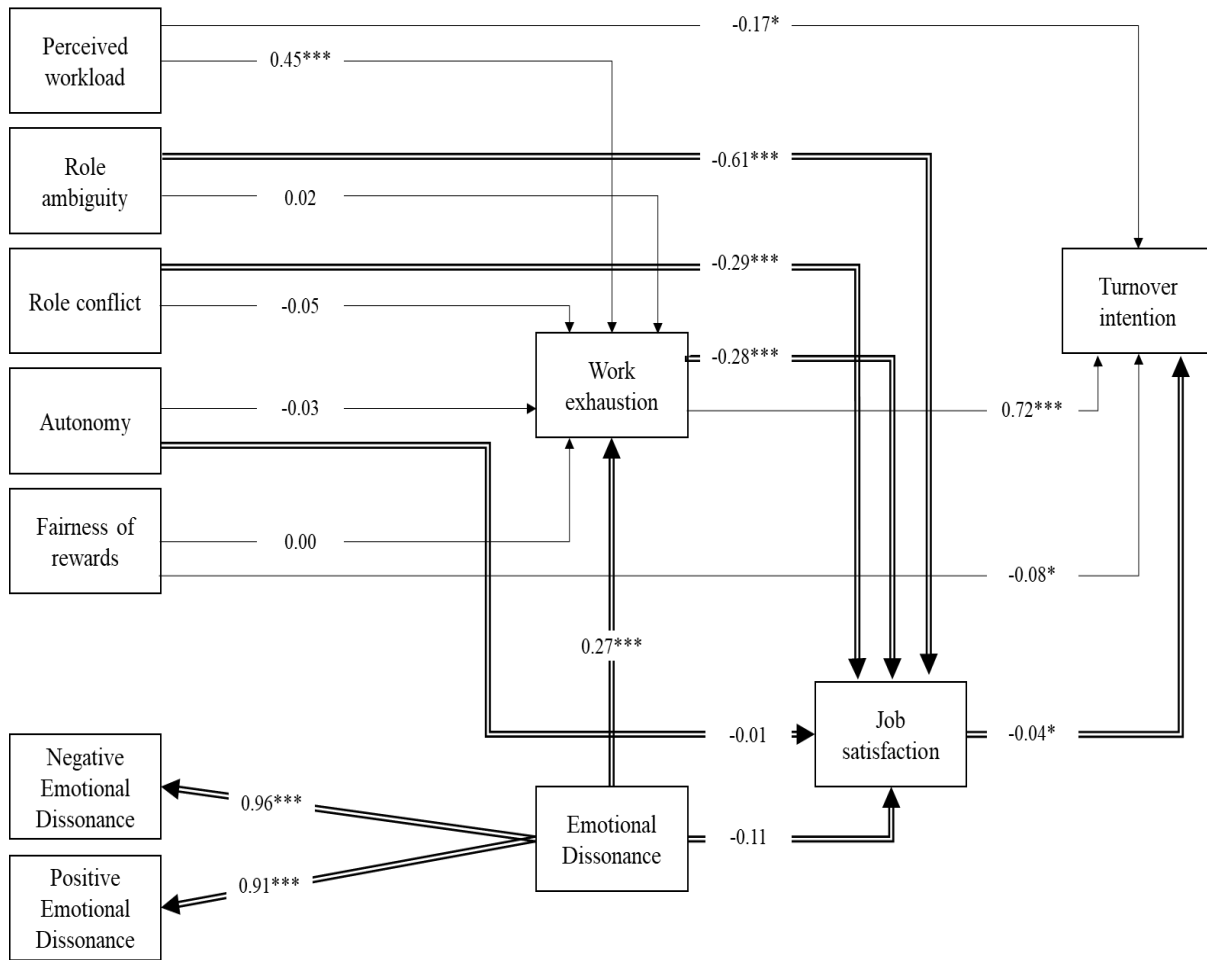 Perceived
workload
-0.17*
0.45***
Role
ambiguity
-0.61***
0.02
Role conflict
-0.29***
-0.05
Turnover
intention
Work
exhaustion
-0.28***
Autonomy
-0.03
0.72***
Fairness of
rewards
0.00
-0.08*
0.27***
Job
satisfaction
-0.01
-0.04*
Negative
Emotional
Dissonance
0.96***
Emotional
Dissonance
-0.11
Positive
Emotional
Dissonance
0.91***